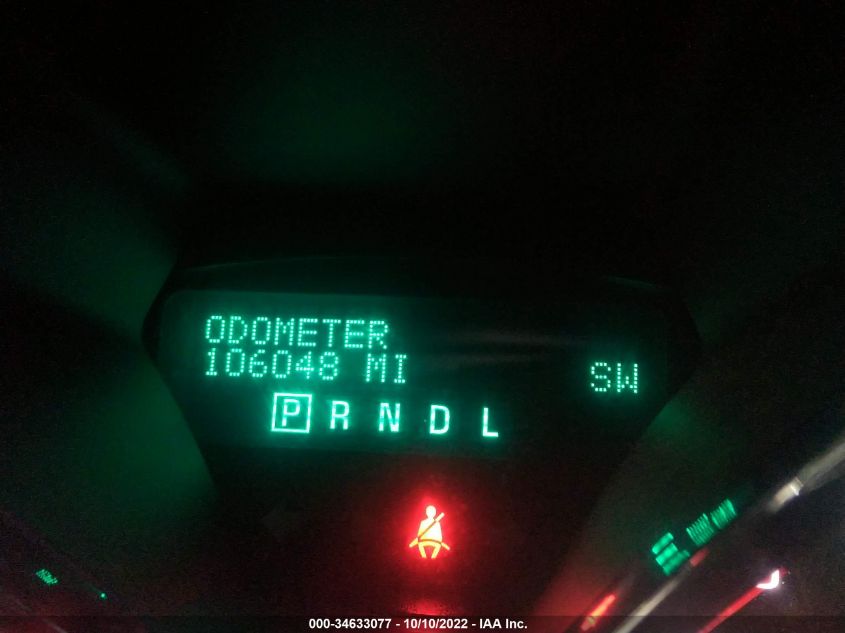 ODOMETER
106048 MI
SW
P R N D L
000-34633077 - 10/10/2022 - IAA Inc.